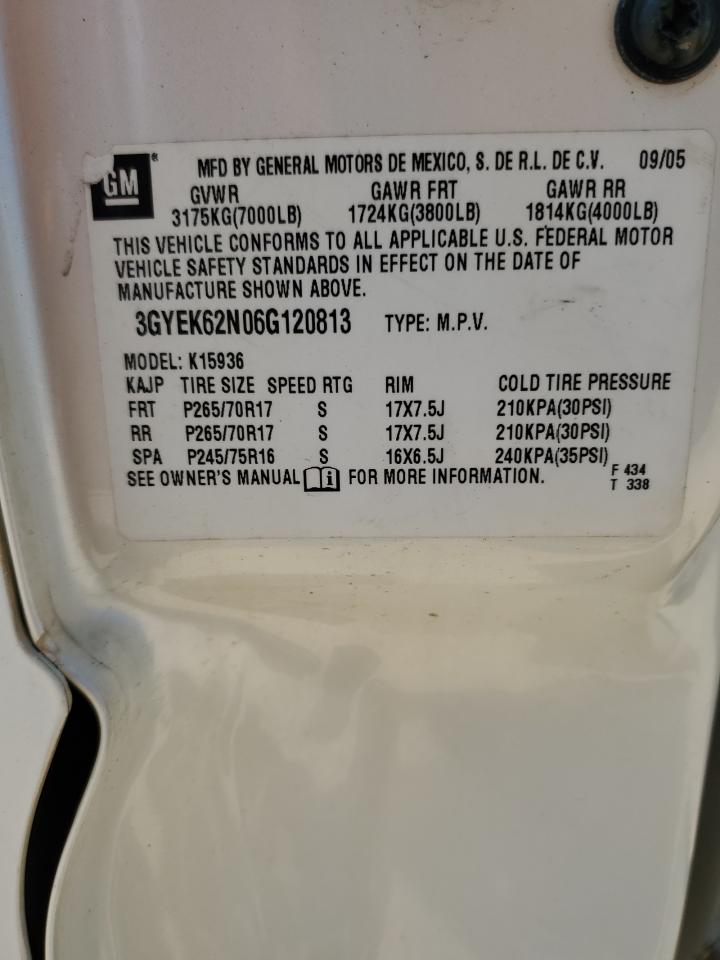 GM ® MFD BY GENERAL MOTORS DE MEXICO, S. DE R.L. DE C.V. 09/05
GVWR GAWR FRT GAWR RR
3175KG(7000LB) 1724KG(3800LB) 1814KG(4000LB)
THIS VEHICLE CONFORMS TO ALL APPLICABLE U.S. FEDERAL MOTOR
VEHICLE SAFETY STANDARDS IN EFFECT ON THE DATE OF
MANUFACTURE SHOWN ABOVE.
3GYEK62N06G120813 TYPE: M.P.V.
MODEL: K15936
KAJP TIRE SIZE SPEED RTG RIM COLD TIRE PRESSURE
FRT P265/70R17 S 17X7.5J 210KPA(30PSI)
RR P265/70R17 S 17X7.5J 210KPA(30PSI)
SPA P245/75R16 S 16X6.5J 240KPA(35PSI)
SEE OWNER'S MANUAL i FOR MORE INFORMATION.
F 434
T 338